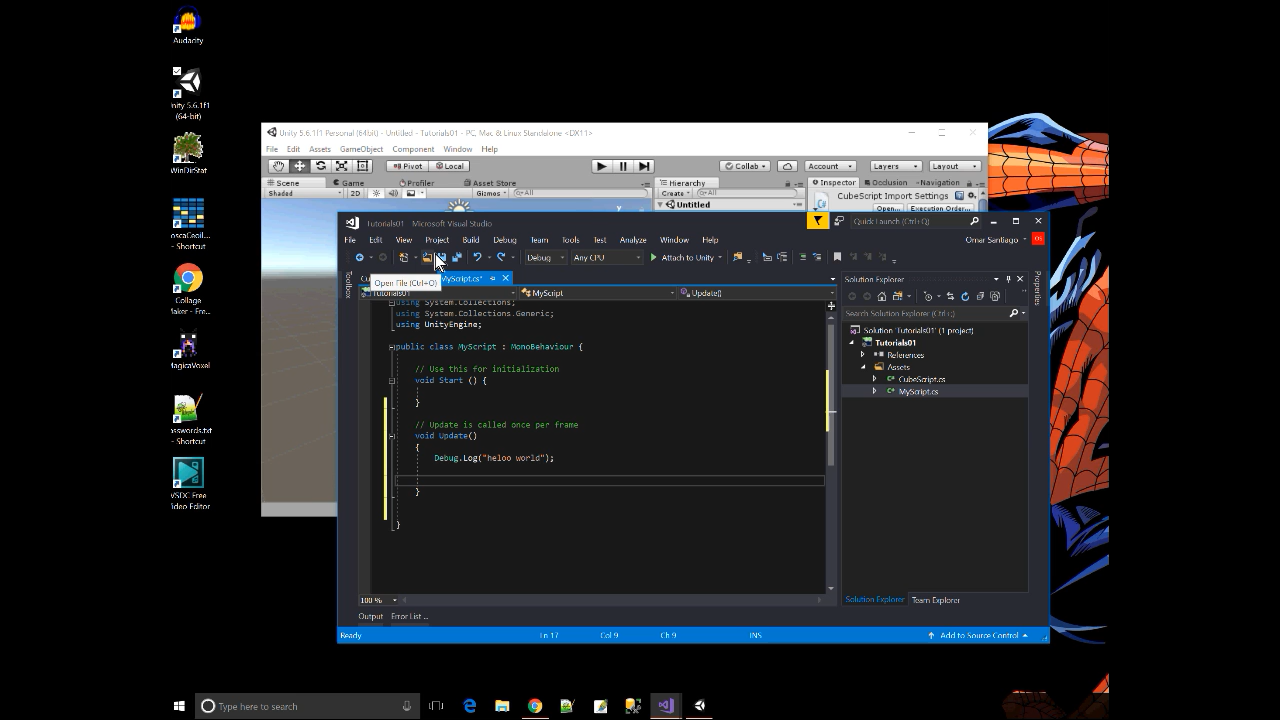 Audacity
Unity 5.6.1f1
(64-bit)
WinDirStat
- Shortcut
Collage
Maker - Fre...
MagicaVoxel
asswords.txt
- Shortcut
VSDC Free
Video Editor
Unity 5.6.1f1 Personal (64bit) - Untitled - Tutorials01 - PC, Mac & Linux Standalone <DX11>
File Edit Assets GameObject Component Window Help
Pivot Local Collab Account Layers Layout
Scene Game Profiler Asset Store Hierarchy Inspector Occlusion Navigation
Shaded 2D Gizmos All Create All CubeScript Import Settings
Untitled Open... Execution Order...
Tutorials01 - Microsoft Visual Studio Quick Launch (Ctrl+Q)
File Edit View Project Build Debug Team Tools Test Analyze Window Help Omar Santiago OS
Debug Any CPU Attach to Unity
Toolbox
MyScript.cs*
Open File (Ctrl+O)
Tutorials01 MyScript Update()
using System.Collections;
using System.Collections.Generic;
using UnityEngine;
public class MyScript : MonoBehaviour {
// Use this for initialization
void Start () {
}
// Update is called once per frame
void Update()
{
Debug.Log("heloo world");
}
}
100 %
Solution Explorer
Search Solution Explorer (Ctrl+;)
Solution 'Tutorials01' (1 project)
Tutorials01
References
Assets
CubeScript.cs
MyScript.cs
Solution Explorer Team Explorer
Properties
Output Error List ...
Ready Ln 17 Col 9 Ch 9 INS Add to Source Control
Type here to search